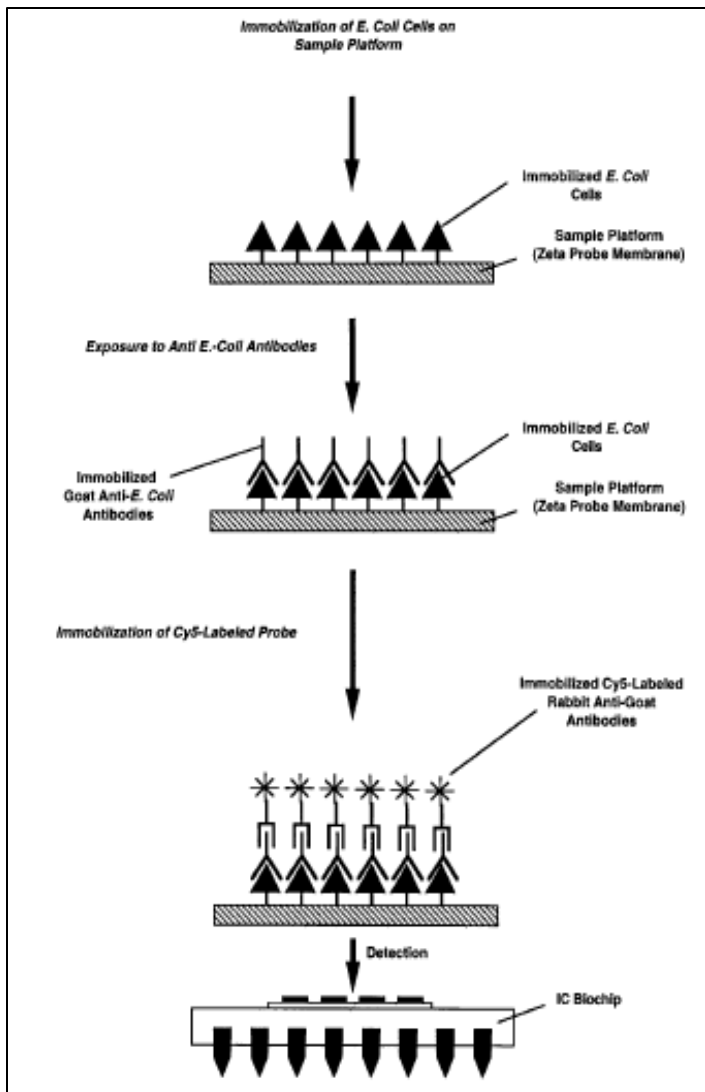 Immobilization of E. Coli Cells on
Sample Platform
Immobilized E. Coli
Cells
Sample Platform
(Zeta Probe Membrane)
Exposure to Anti E.-Coli Antibodies
Immobilized E. Coli
Cells
Immobilized
Goat Anti-E. Coli
Antibodies
Sample Platform
(Zeta Probe Membrane)
Immobilization of Cy5-Labeled Probe
Immobilized Cy5-Labeled
Rabbit Anti-Goat
Antibodies
Detection
IC Biochip